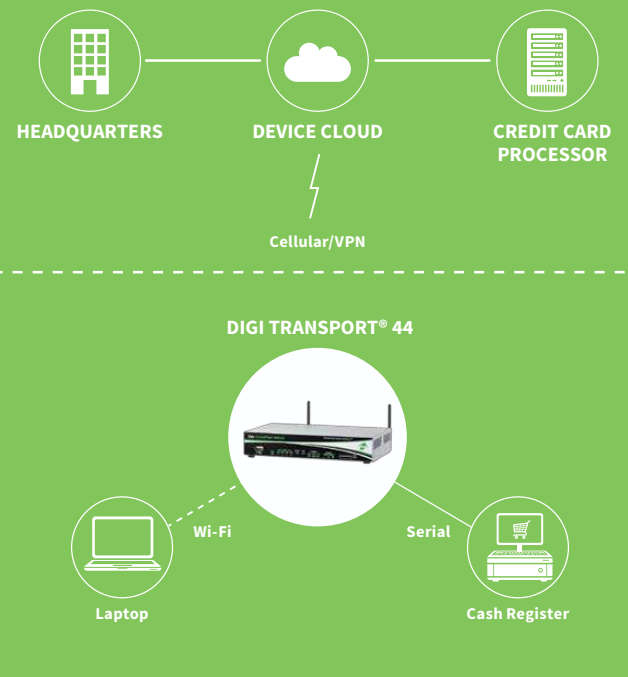 HEADQUARTERS
DEVICE CLOUD
CREDIT CARD
PROCESSOR
Cellular/VPN
DIGI TRANSPORT® 44
Wi-Fi
Serial
Laptop
Cash Register